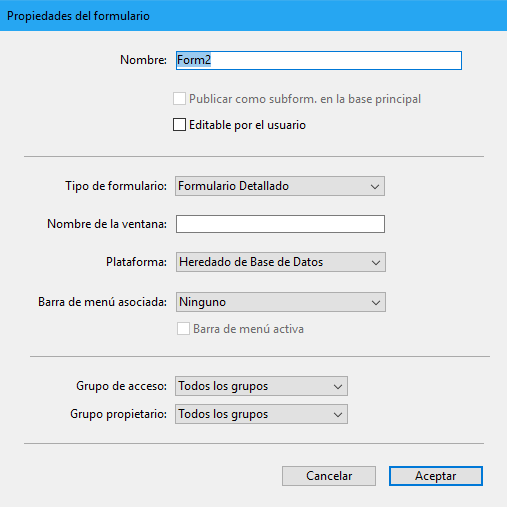 Propiedades del formulario
Nombre: Form2
Publicar como subform. en la base principal
Editable por el usuario
Tipo de formulario: Formulario Detallado
Nombre de la ventana:
Plataforma: Heredado de Base de Datos
Barra de menú asociada: Ninguno
Barra de menú activa
Grupo de acceso: Todos los grupos
Grupo propietario: Todos los grupos
Cancelar Aceptar